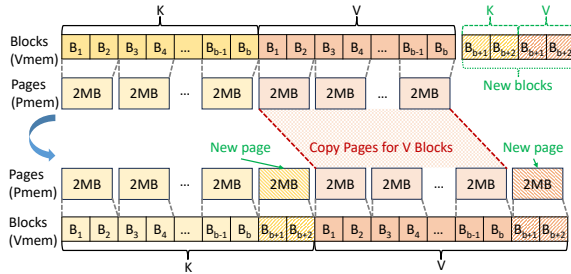 K V K V
Blocks (Vmem) B1 B2 B3 B4 ... Bb-1 Bb B1 B2 B3 B4 ... Bb-1 Bb Bb+1 Bb+2 Bb+1 Bb+2
New blocks
Pages (Pmem) 2MB 2MB ... 2MB 2MB 2MB ... 2MB
Copy Pages for V Blocks
New page New page
Pages (Pmem) 2MB 2MB ... 2MB 2MB 2MB 2MB ... 2MB 2MB
Blocks (Vmem) B1 B2 B3 B4 ... Bb-1 Bb Bb+1 Bb+2 B1 B2 B3 B4 ... Bb-1 Bb Bb+1 Bb+2
K V